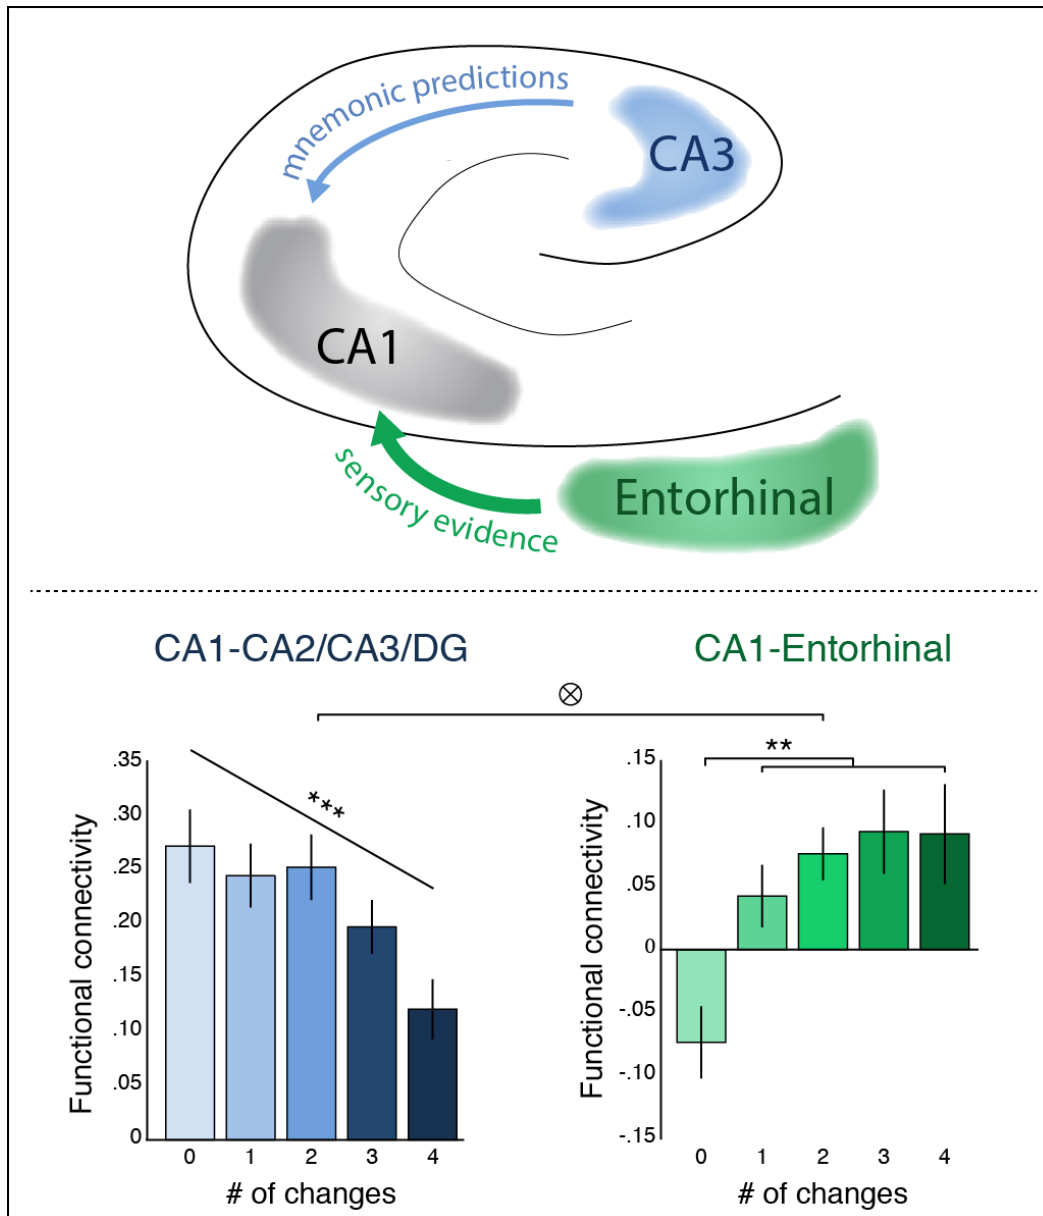 mnemonic predictions
CA3
CA1
sensory evidence
Entorhinal
CA1-CA2/CA3/DG
CA1-Entorhinal
⊗
***
**
Functional connectivity
.35
.30
.25
.20
.15
.10
.05
0
0 1 2 3 4
# of changes
Functional connectivity
.15
.10
.05
0
-.05
-.10
-.15
0 1 2 3 4
# of changes